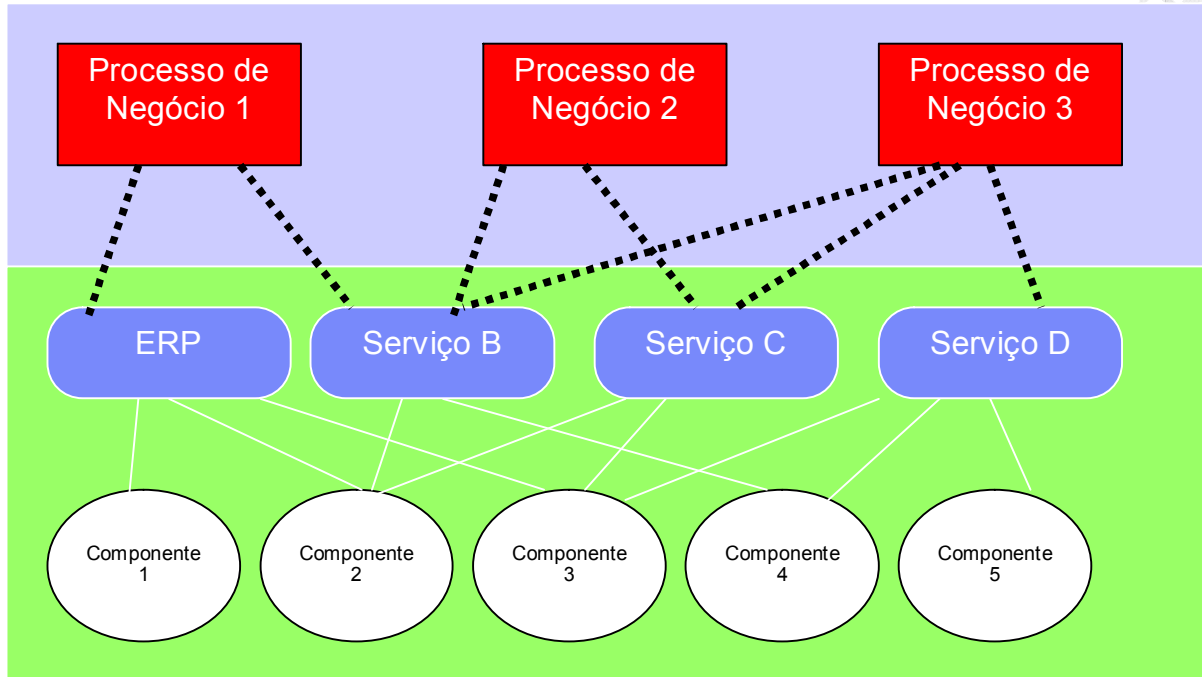 Processo de
Negócio 1
Processo de
Negócio 2
Processo de
Negócio 3
ERP
Serviço B
Serviço C
Serviço D
Componente
1
Componente
2
Componente
3
Componente
4
Componente
5